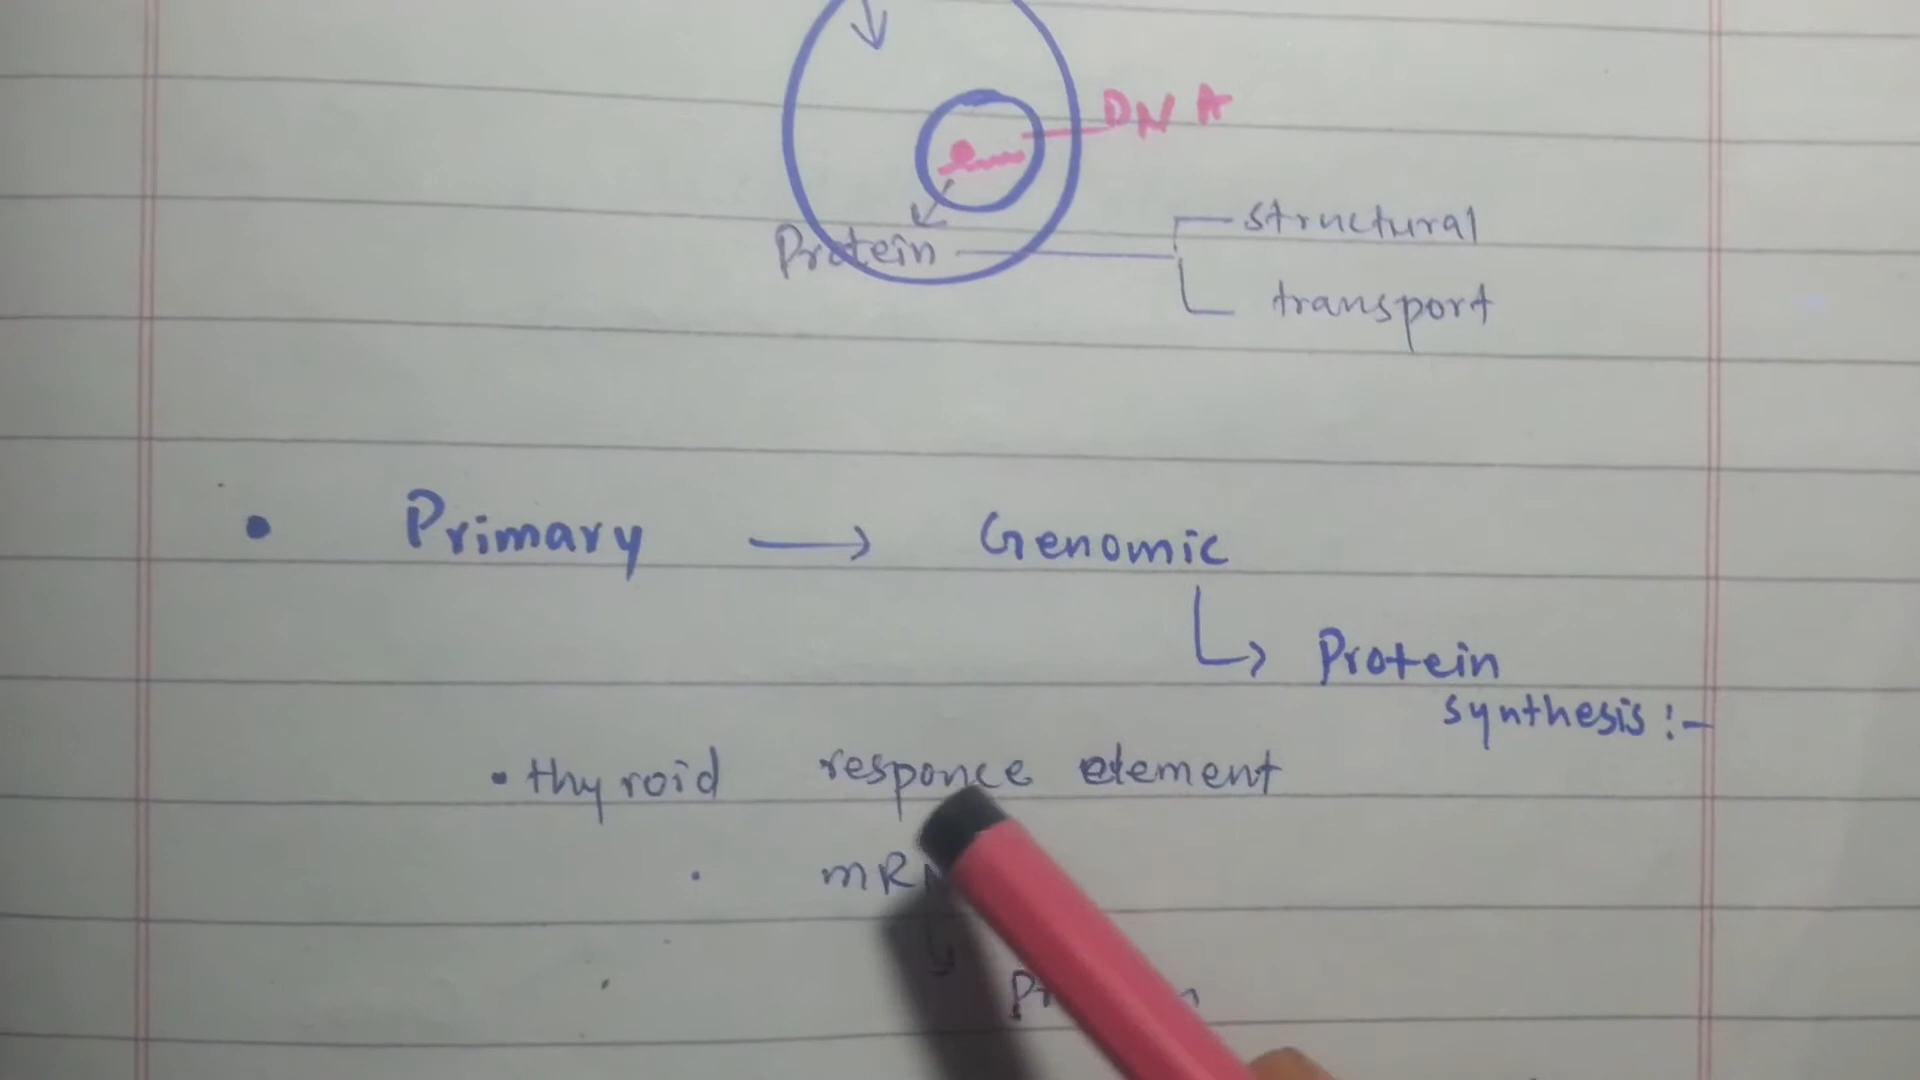 DNA
Protein
structural
transport
• Primary → Genomic
Protein
synthesis :-
• thyroid responce element
•